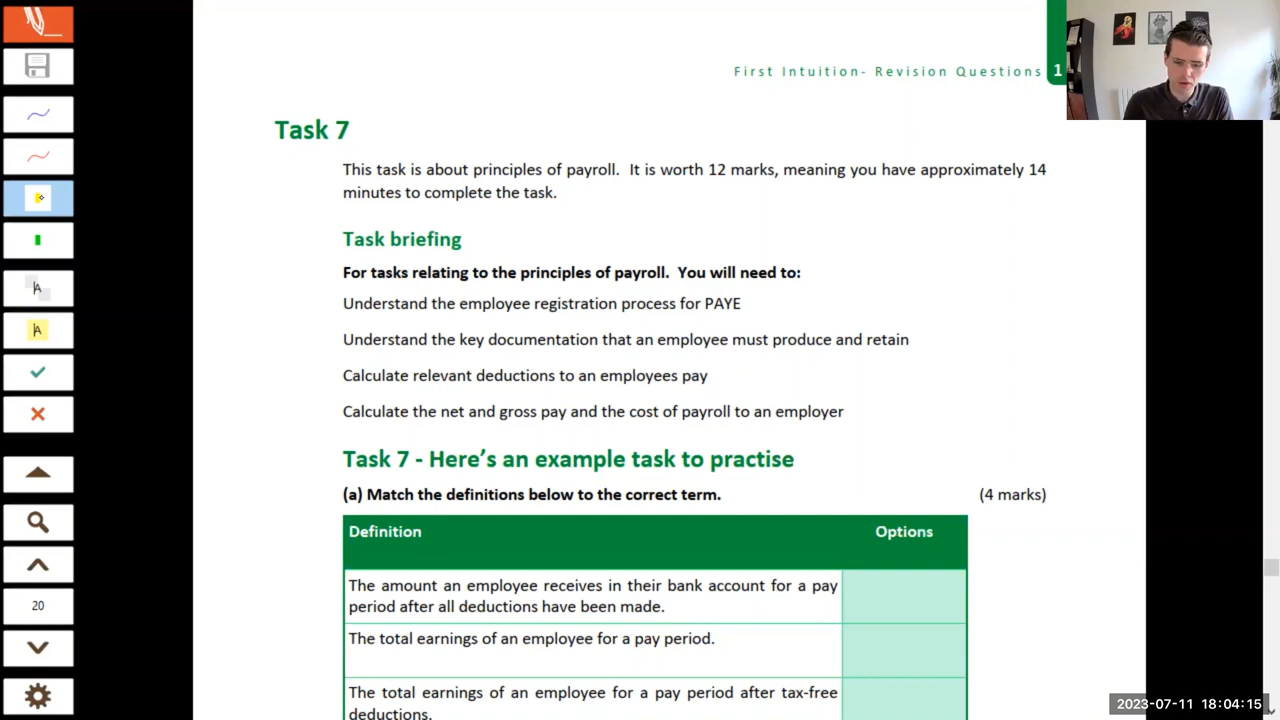 First Intuition- Revision Questions
1
Task 7
This task is about principles of payroll. It is worth 12 marks, meaning you have approximately 14
minutes to complete the task.
Task briefing
For tasks relating to the principles of payroll. You will need to:
Understand the employee registration process for PAYE
Understand the key documentation that an employee must produce and retain
Calculate relevant deductions to an employees pay
Calculate the net and gross pay and the cost of payroll to an employer
Task 7 - Here’s an example task to practise
(a) Match the definitions below to the correct term. (4 marks)
Definition Options
The amount an employee receives in their bank account for a pay
period after all deductions have been made.
The total earnings of an employee for a pay period.
The total earnings of an employee for a pay period after tax-free
deductions.
A
A
20
2023-07-11 18:04:15